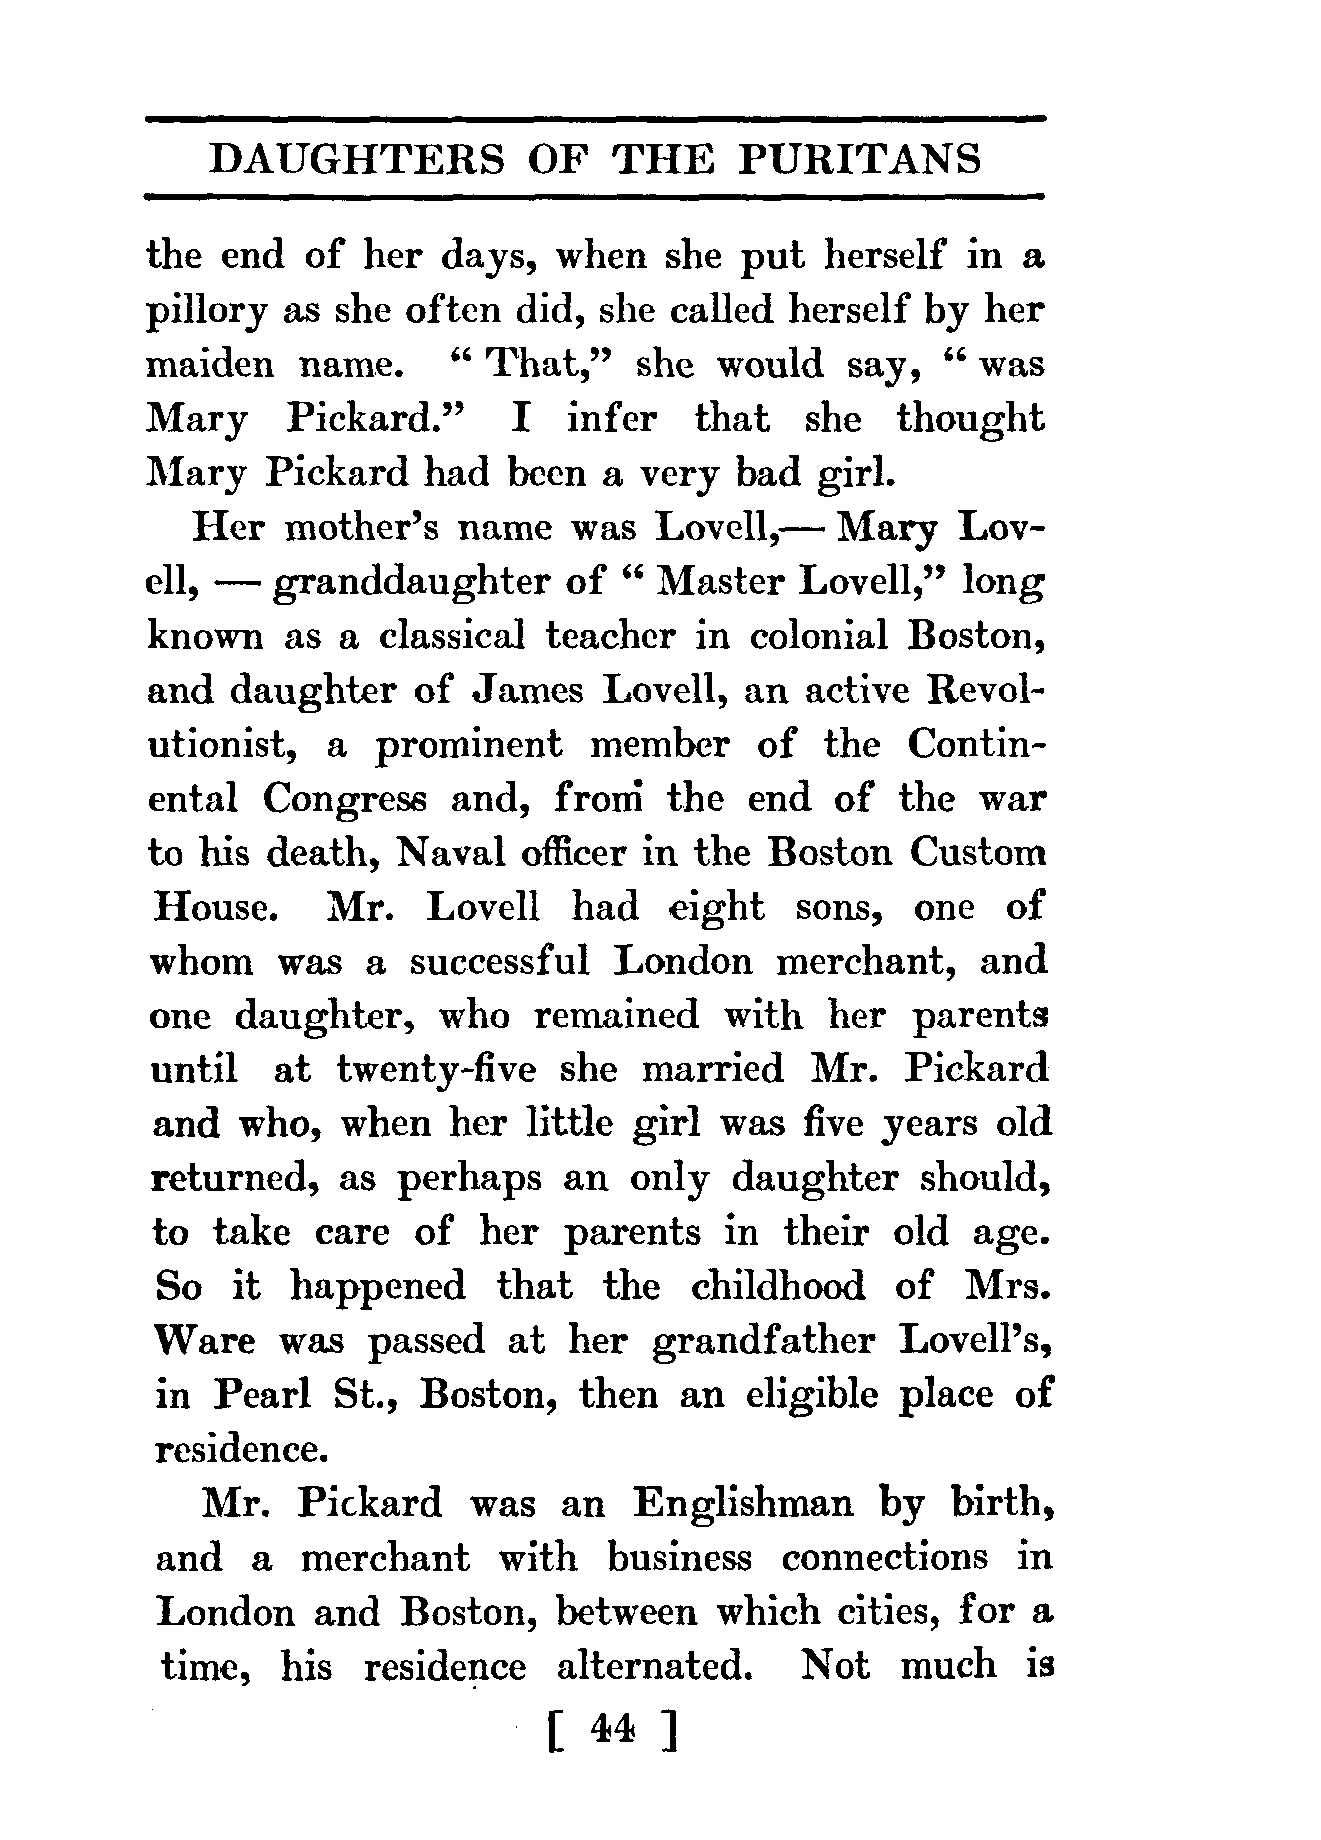 DAUGHTERS OF THE PURITANS
the end of her days, when she put herself in a
pillory as she often did, she called herself by her
maiden name. “ That,” she would say, “ was
Mary Pickard.” I infer that she thought
Mary Pickard had been a very bad girl.
Her mother’s name was Lovell,— Mary Lov-
ell, — granddaughter of “ Master Lovell,” long
known as a classical teacher in colonial Boston,
and daughter of James Lovell, an active Revol-
utionist, a prominent member of the Contin-
ental Congress and, from the end of the war
to his death, Naval officer in the Boston Custom
House. Mr. Lovell had eight sons, one of
whom was a successful London merchant, and
one daughter, who remained with her parents
until at twenty-five she married Mr. Pickard
and who, when her little girl was five years old
returned, as perhaps an only daughter should,
to take care of her parents in their old age.
So it happened that the childhood of Mrs.
Ware was passed at her grandfather Lovell’s,
in Pearl St., Boston, then an eligible place of
residence.
Mr. Pickard was an Englishman by birth,
and a merchant with business connections in
London and Boston, between which cities, for a
time, his residence alternated. Not much is
[ 44 ]